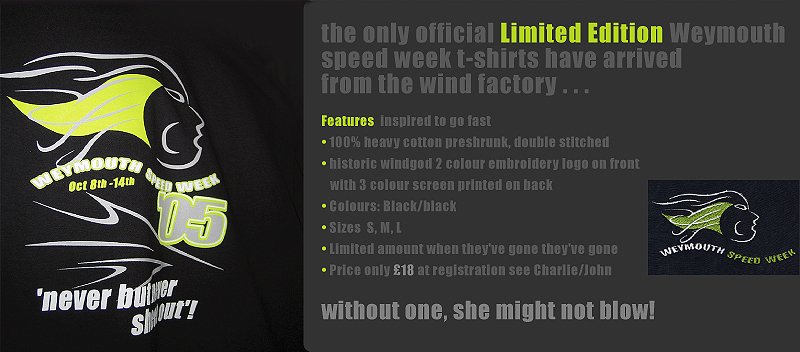 WEYMOUTH SPEED WEEK
Oct 8th-14th
'05
'never but never
out'!
the only official Limited Edition Weymouth
speed week t-shirts have arrived
from the wind factory . . .
Features inspired to go fast
• 100% heavy cotton preshrunk, double stitched
• historic windgod 2 colour embroidery logo on front
with 3 colour screen printed on back
• Colours: Black/black
• Sizes S, M, L
• Limited amount when they've gone they've gone
• Price only £18 at registration see Charlie/John
WEYMOUTH SPEED WEEK
without one, she might not blow!